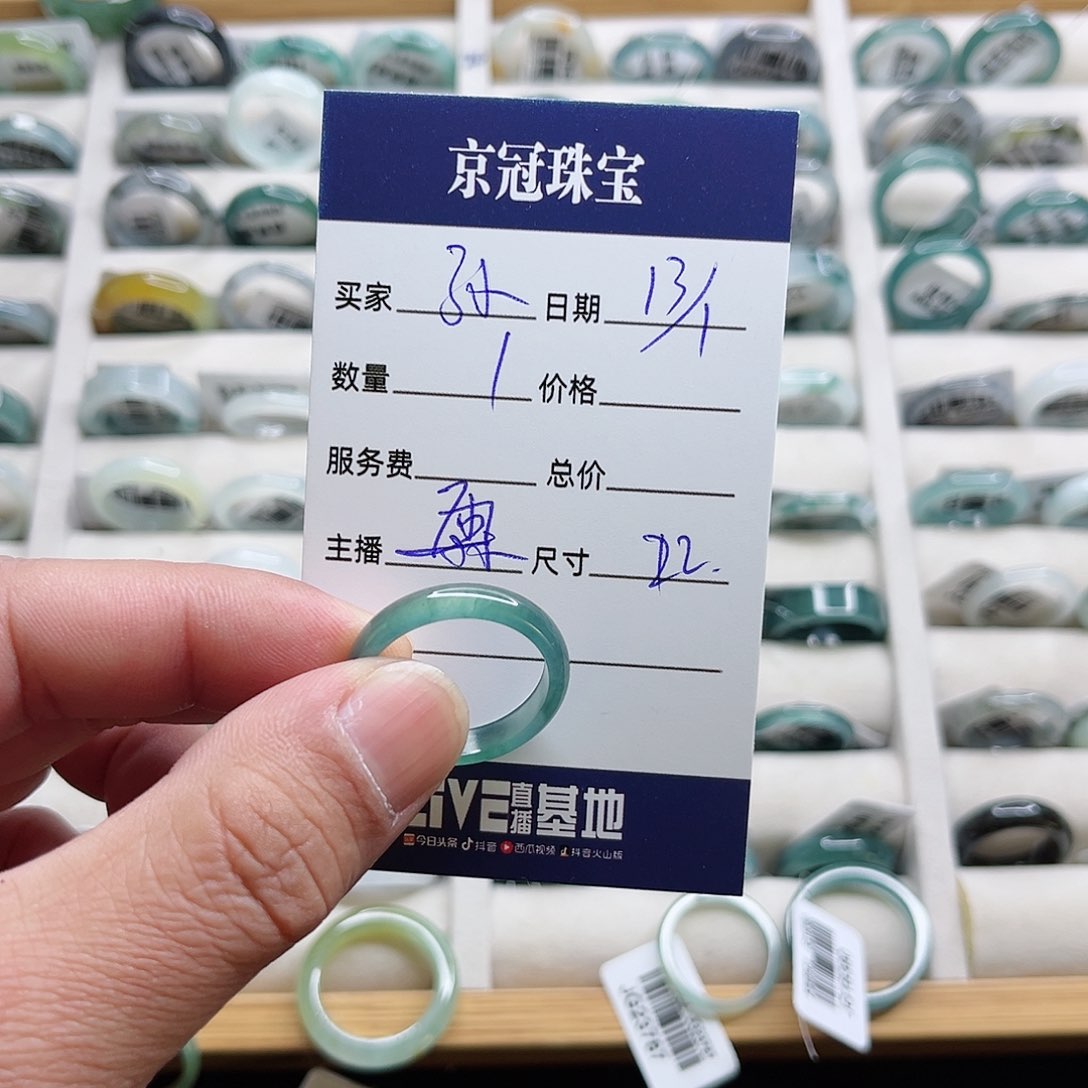 京冠珠宝
买家 孙 日期 13/1
数量 1 价格
服务费 总价
主播 尺寸 22.
LIVE直播基地
今日头条 抖音 西瓜视频 抖音火山版
JG23787